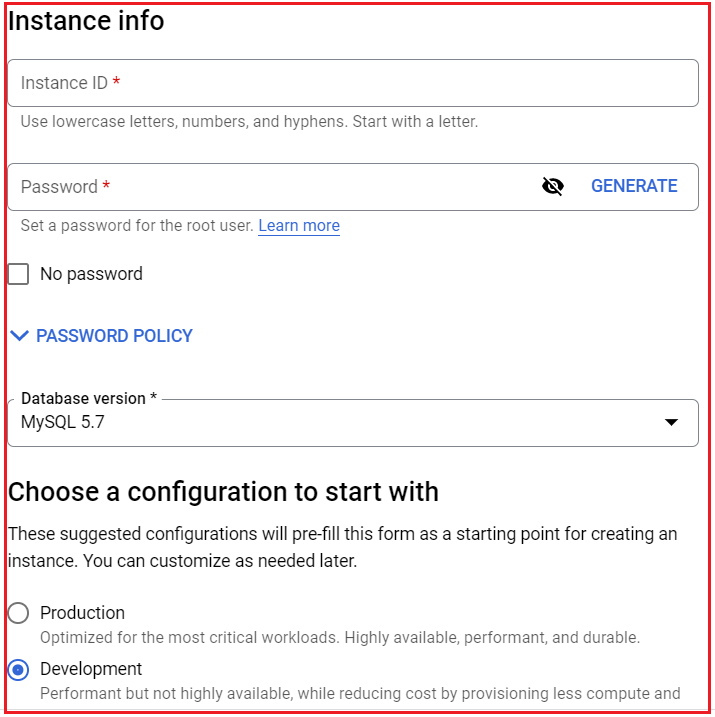 Instance info
Instance ID *
Use lowercase letters, numbers, and hyphens. Start with a letter.
Password *
GENERATE
Set a password for the root user. Learn more
No password
PASSWORD POLICY
Database version *
MySQL 5.7
Choose a configuration to start with
These suggested configurations will pre-fill this form as a starting point for creating an
instance. You can customize as needed later.
Production
Optimized for the most critical workloads. Highly available, performant, and durable.
Development
Performant but not highly available, while reducing cost by provisioning less compute and